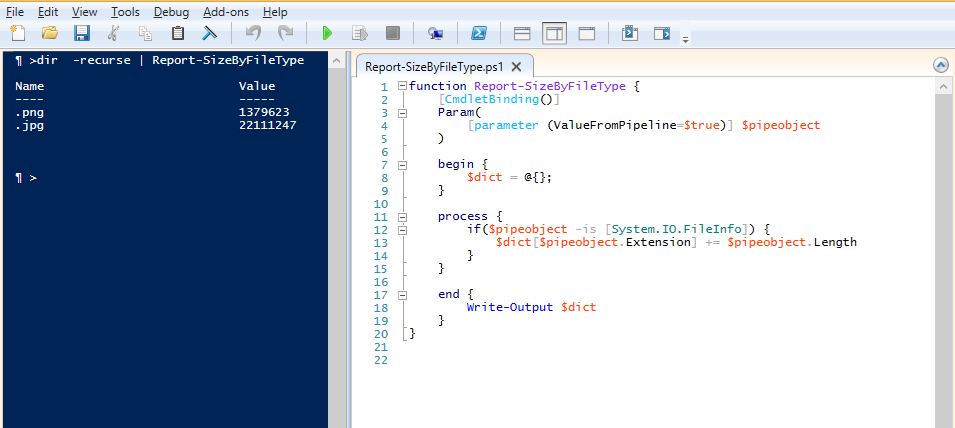 File Edit View Tools Debug Add-ons Help
¶ >dir  -recurse | Report-SizeByFileType
Name                           Value
----                           -----
.png                           1379623
.jpg                           22111247
¶ >
Report-SizeByFileType.ps1
1 function Report-SizeByFileType {
2     [CmdletBinding()]
3     Param(
4         [parameter (ValueFromPipeline=$true)] $pipeobject
5     )
6
7     begin {
8         $dict = @{};
9     }
10
11     process {
12         if($pipeobject -is [System.IO.FileInfo]) {
13             $dict[$pipeobject.Extension] += $pipeobject.Length
14         }
15     }
16
17     end {
18         Write-Output $dict
19     }
20 }
21
22